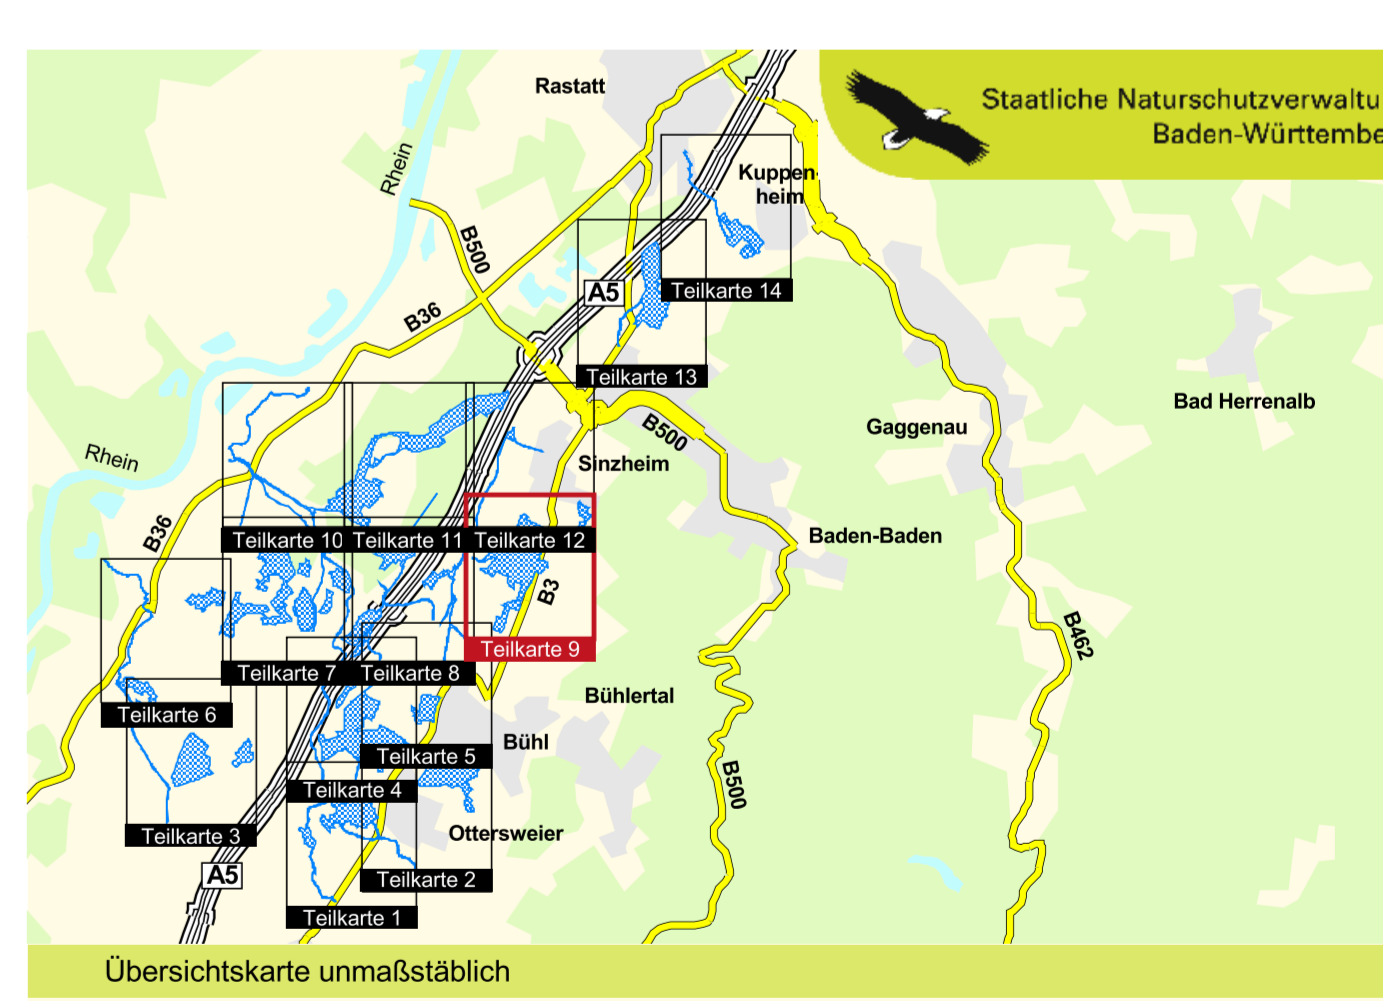 Rastatt
Staatliche Naturschutzverwaltu
Baden-Württembe
Rhein
Kuppen-
heim
B500
Teilkarte 14
A5
B36
Teilkarte 13
Bad Herrenalb
Gaggenau
B500
Sinzheim
Rhein
B36
Teilkarte 10
Teilkarte 11
Teilkarte 12
Baden-Baden
B3
B462
Teilkarte 9
Teilkarte 7
Teilkarte 8
Bühlertal
Teilkarte 6
Bühl
Teilkarte 5
B500
Teilkarte 4
Ottersweier
Teilkarte 3
A5
Teilkarte 2
Teilkarte 1
Übersichtskarte unmaßstäblich